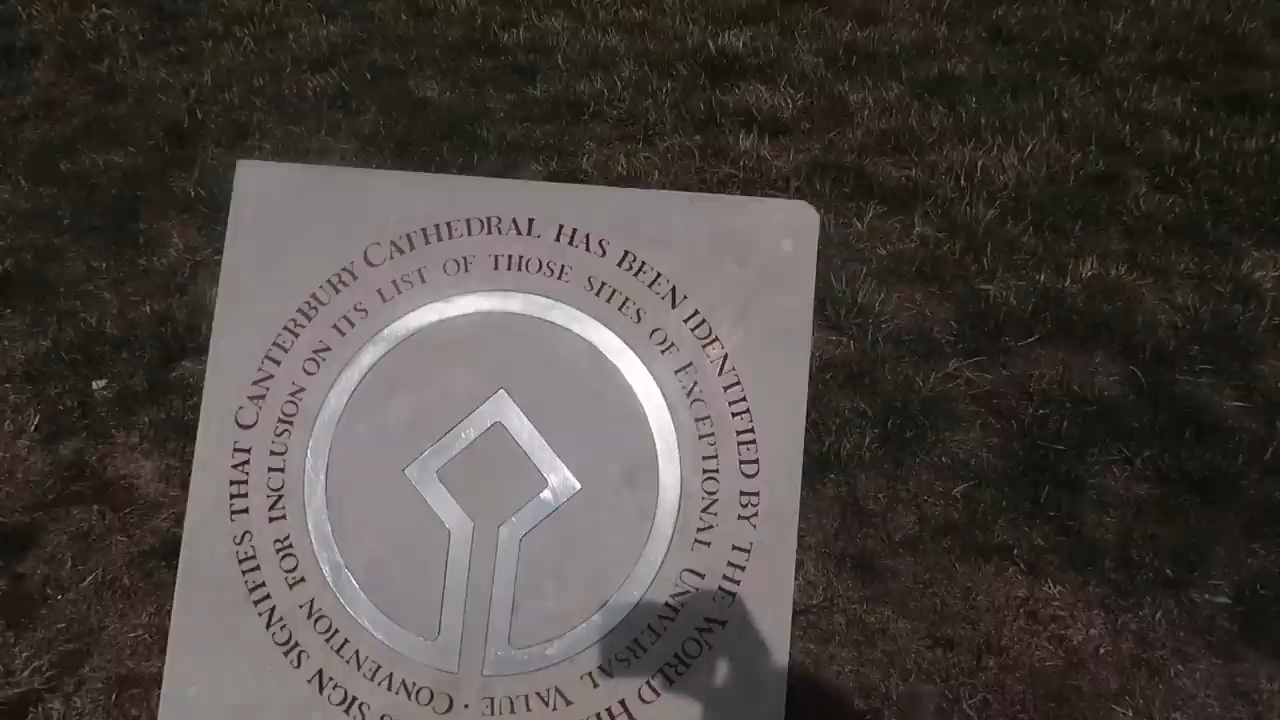 SIGN SIGNIFIES THAT CANTERBURY CATHEDRAL HAS BEEN IDENTIFIED BY THE WORLD
CONVENTION FOR INCLUSION ON ITS LIST OF THOSE SITES OF EXCEPTIONAL UNIVERSAL VALUE ·